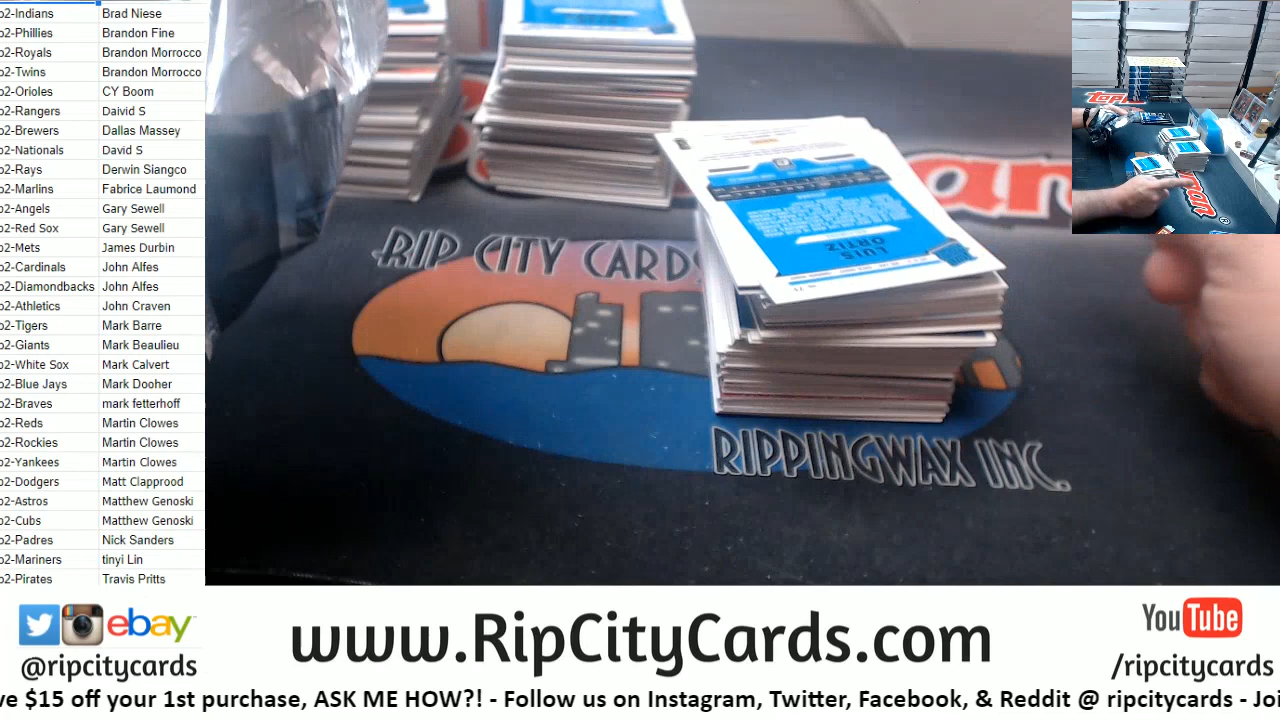 o2-Indians Brad Niese
o2-Phillies Brandon Fine
o2-Royals Brandon Morrocco
o2-Twins Brandon Morrocco
o2-Orioles CY Boom
o2-Rangers Daivid S
o2-Brewers Dallas Massey
o2-Nationals David S
o2-Rays Derwin Siangco
o2-Marlins Fabrice Laumond
o2-Angels Gary Sewell
o2-Red Sox Gary Sewell
o2-Mets James Durbin
o2-Cardinals John Alfes
o2-Diamondbacks John Alfes
o2-Athletics John Craven
o2-Tigers Mark Barre
o2-Giants Mark Beaulieu
o2-White Sox Mark Calvert
o2-Blue Jays Mark Dooher
o2-Braves mark fetterhoff
o2-Reds Martin Clowes
o2-Rockies Martin Clowes
o2-Yankees Martin Clowes
o2-Dodgers Matt Clapprood
o2-Astros Matthew Genoski
o2-Cubs Matthew Genoski
o2-Padres Nick Sanders
o2-Mariners tinyi Lin
o2-Pirates Travis Pritts
LUIS
ORTIZ
RIP CITY CARDS
RIPPINGWAX INC.
an
Topps
man
ebay
@ripcitycards
www.RipCityCards.com
YouTube
/ripcitycards
ve $15 off your 1st purchase, ASK ME HOW?! - Follow us on Instagram, Twitter, Facebook, & Reddit @ ripcitycards - Joi